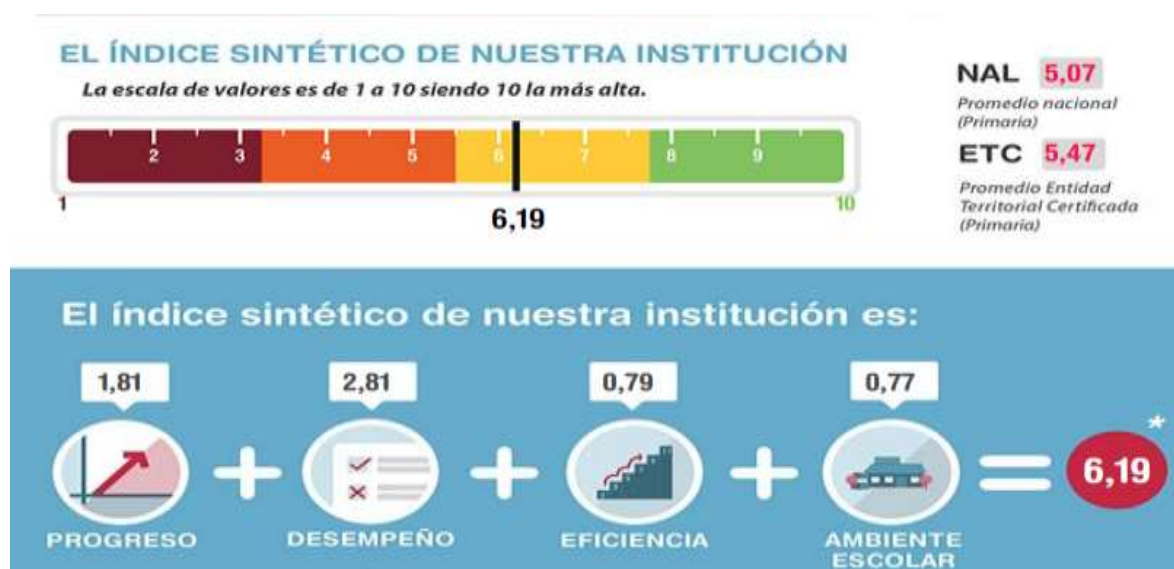 EL ÍNDICE SINTÉTICO DE NUESTRA INSTITUCIÓN
La escala de valores es de 1 a 10 siendo 10 la más alta.
2 3 4 5 6 7 8 9
1 10
6,19
NAL 5,07
Promedio nacional
(Primaria)
ETC 5,47
Promedio Entidad
Territorial Certificada
(Primaria)
El índice sintético de nuestra institución es:
1,81 2,81 0,79 0,77
+ + + = 6,19*
PROGRESO DESEMPEÑO EFICIENCIA AMBIENTE
ESCOLAR